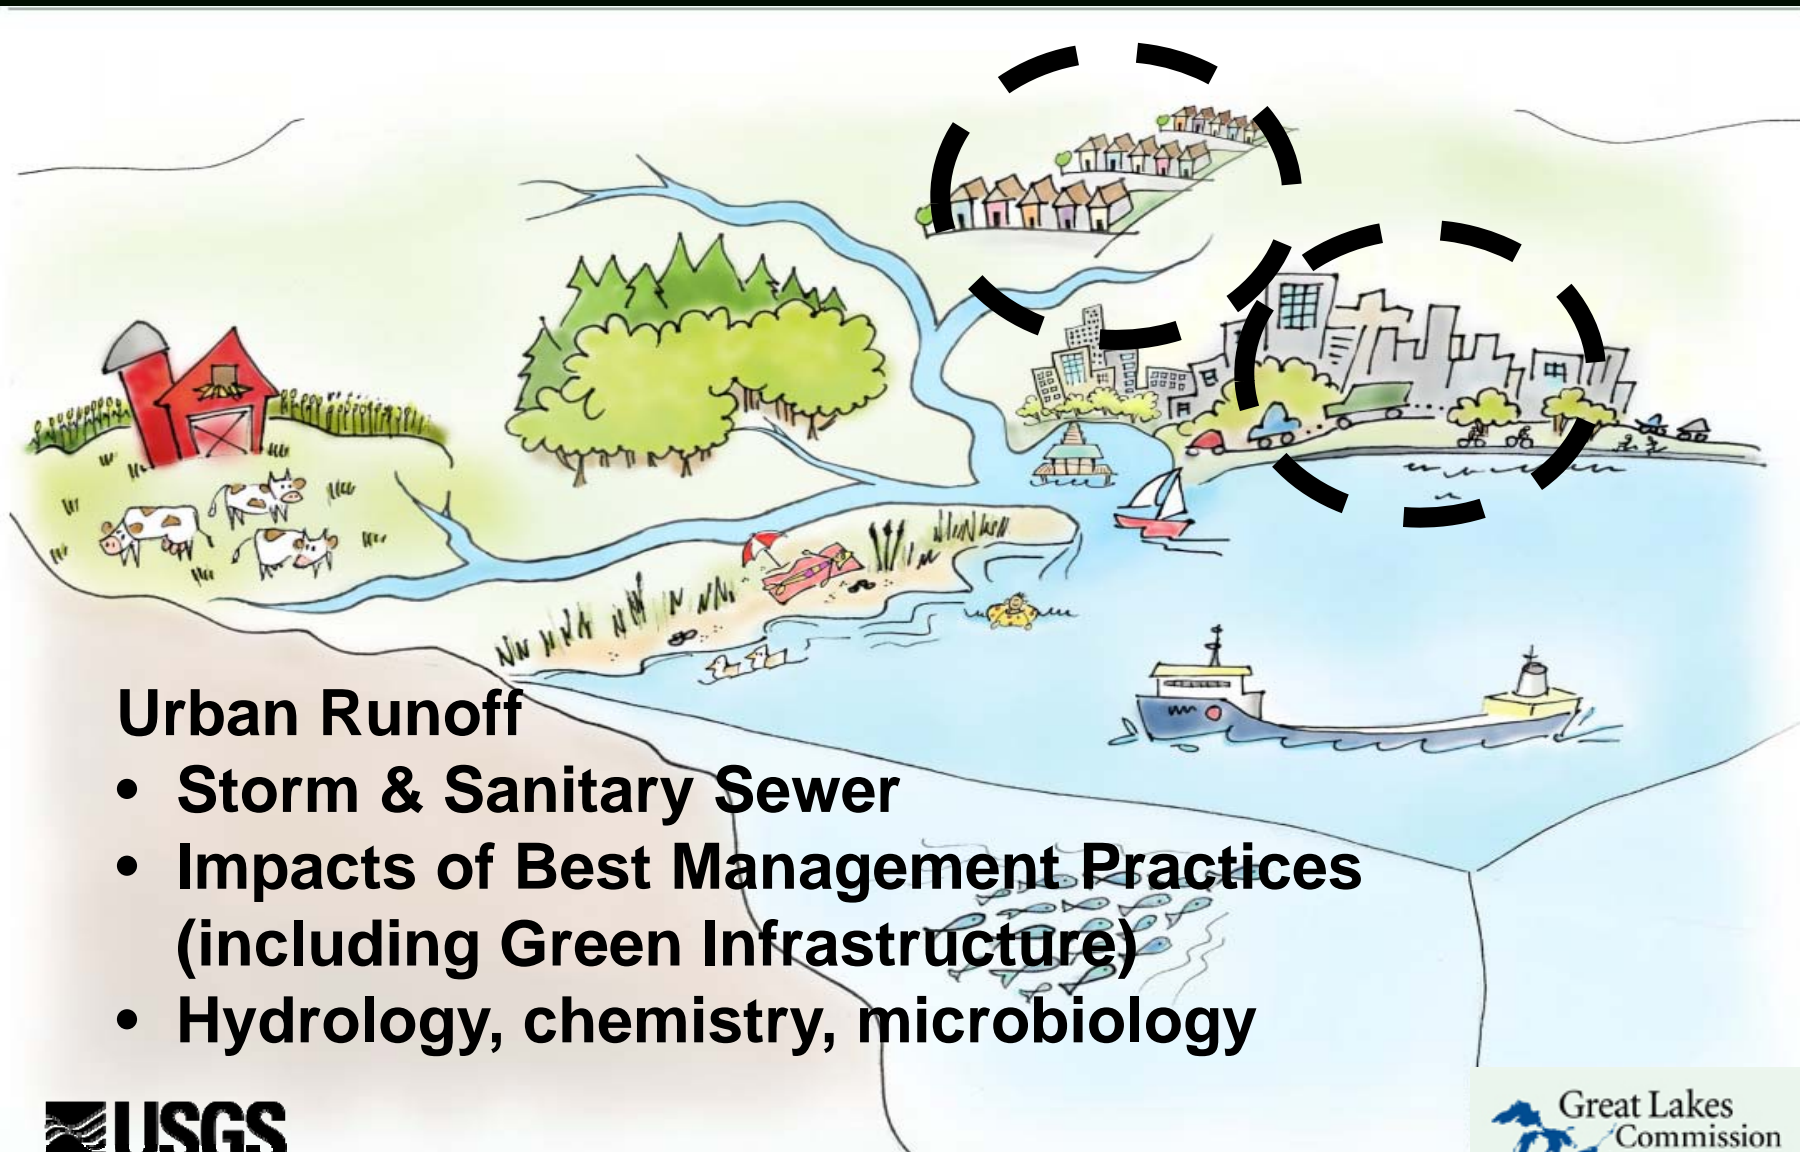 Urban Runoff
• Storm & Sanitary Sewer
• Impacts of Best Management Practices
(including Green Infrastructure)
• Hydrology, chemistry, microbiology
USGS
Great Lakes
Commission